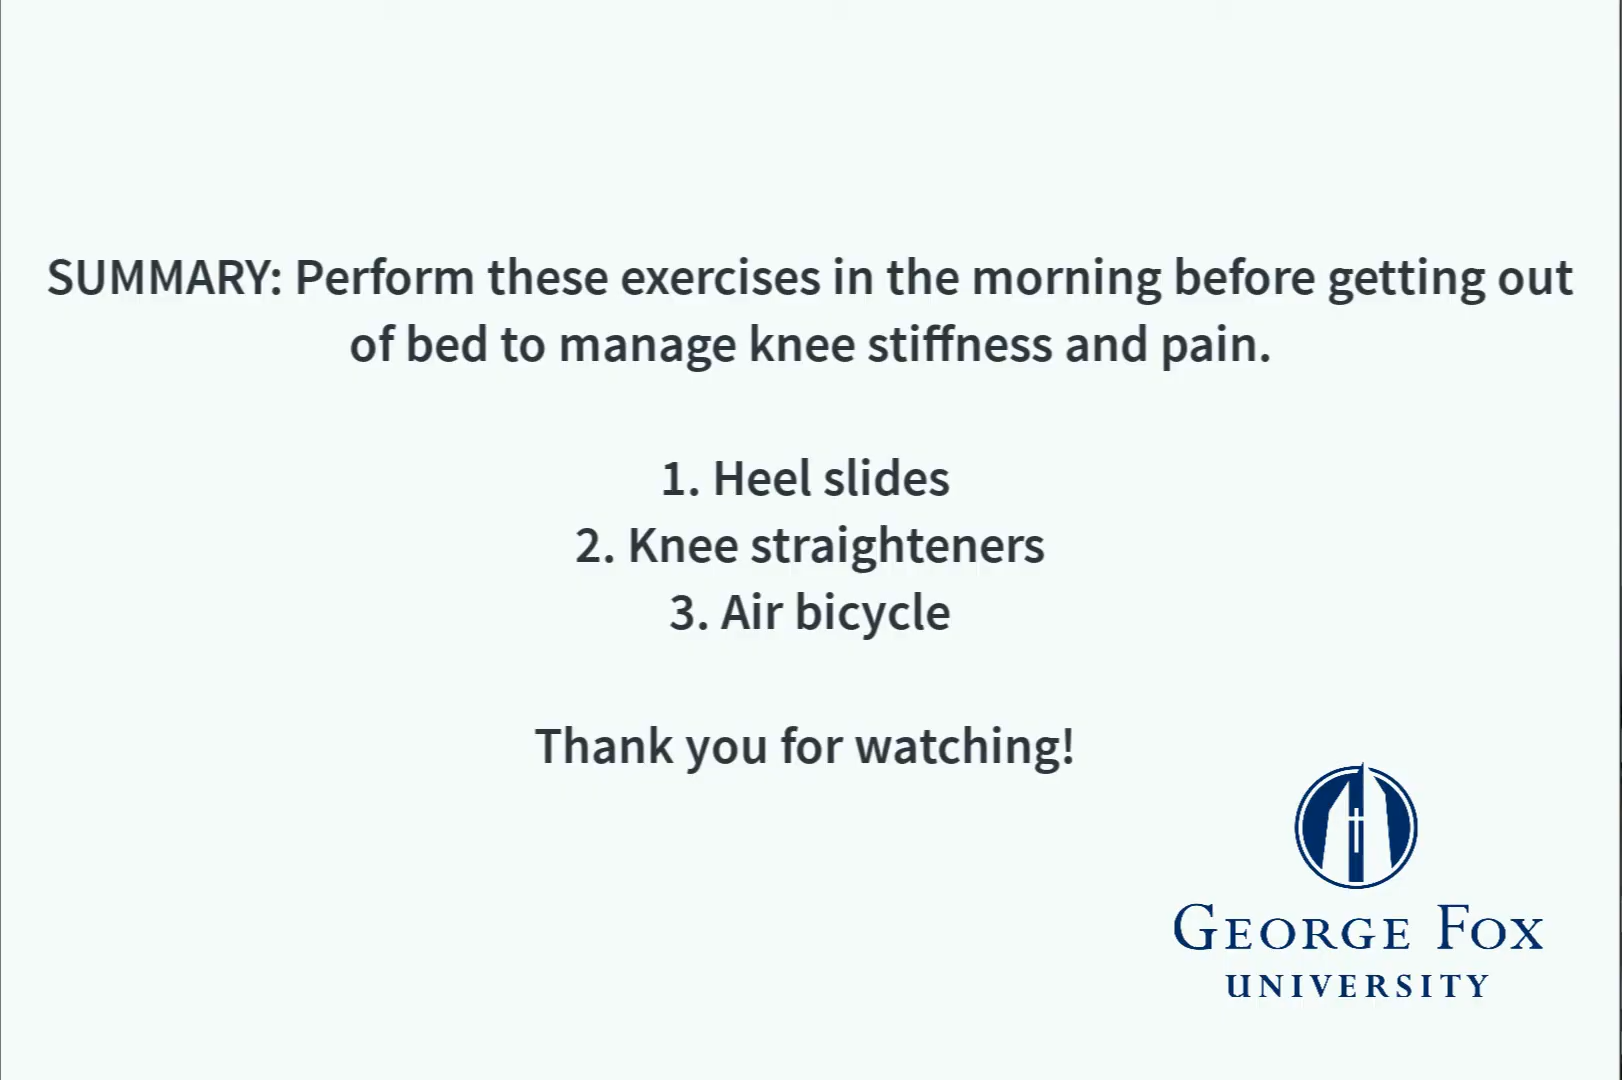 SUMMARY: Perform these exercises in the morning before getting out
of bed to manage knee stiffness and pain.
1. Heel slides
2. Knee straighteners
3. Air bicycle
Thank you for watching!
GEORGE FOX
UNIVERSITY